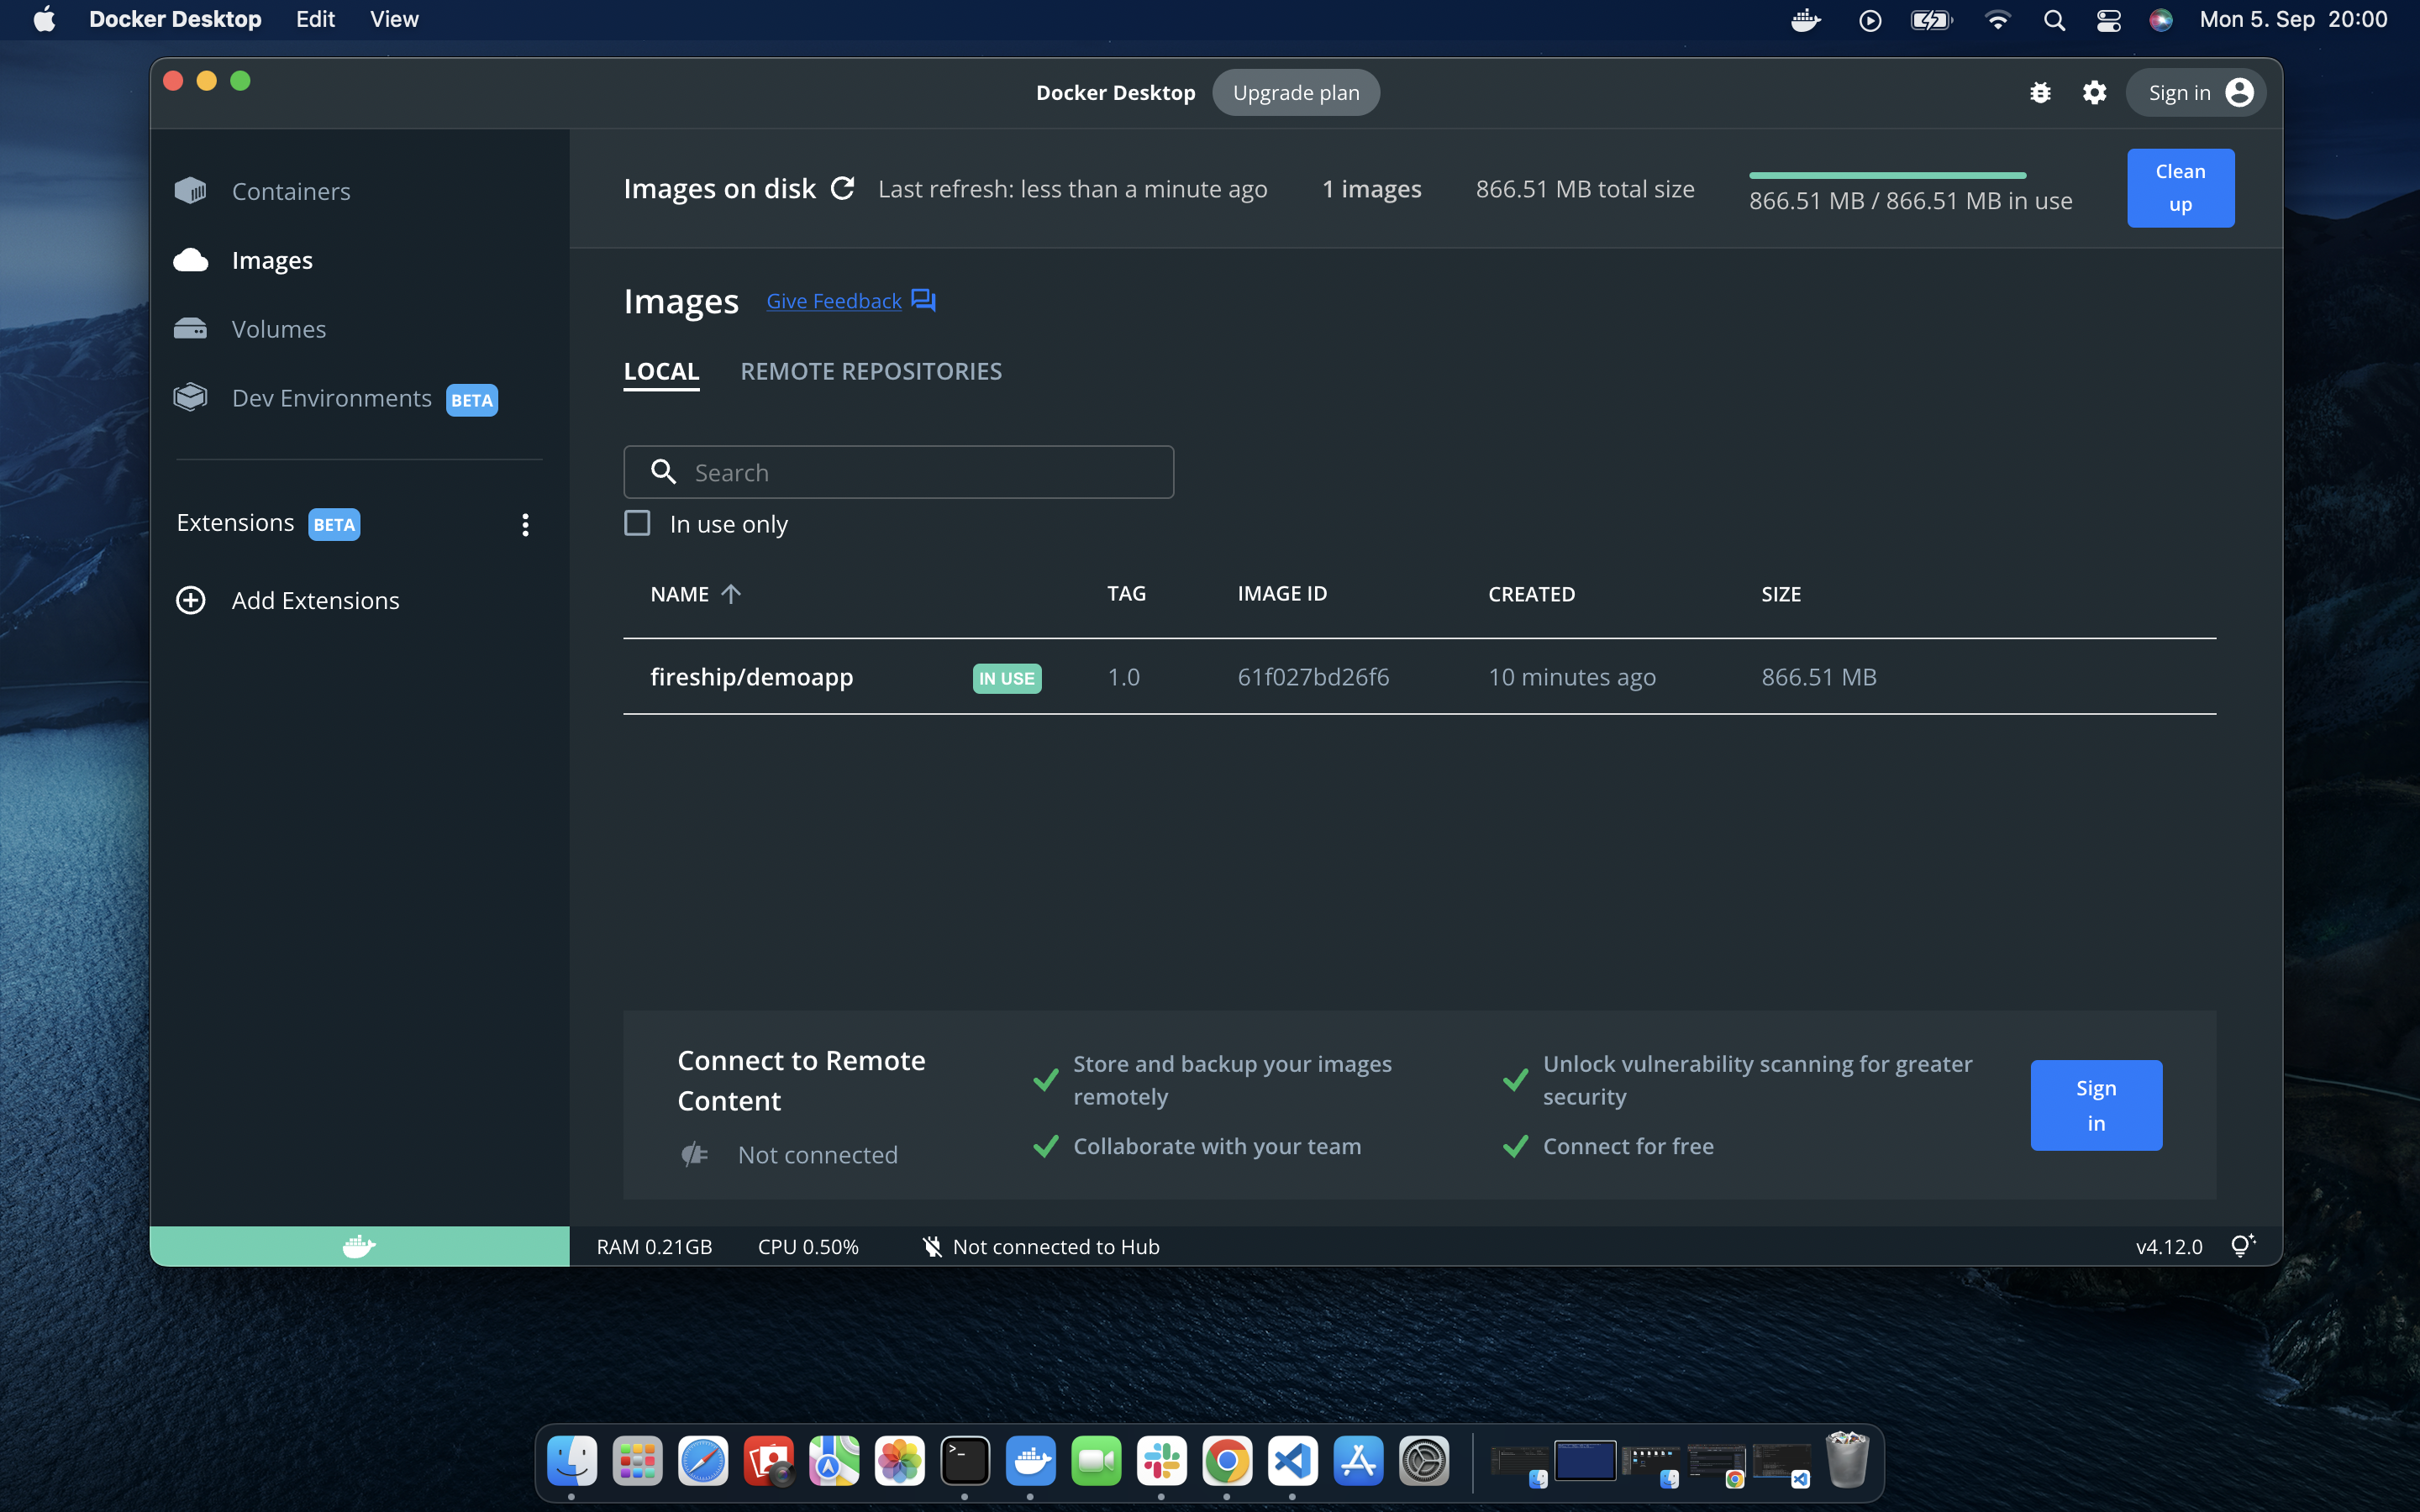 Docker Desktop Edit View Mon 5. Sep 20:00
Docker Desktop Upgrade plan Sign in
Containers
Images
Volumes
Dev Environments BETA
Extensions BETA
Add Extensions
Images on disk Last refresh: less than a minute ago 1 images 866.51 MB total size 866.51 MB / 866.51 MB in use
Clean
up
Images Give Feedback
LOCAL REMOTE REPOSITORIES
Search
In use only
NAME TAG IMAGE ID CREATED SIZE
fireship/demoapp IN USE 1.0 61f027bd26f6 10 minutes ago 866.51 MB
Connect to Remote
Content
Not connected
Store and backup your images
remotely
Collaborate with your team
Unlock vulnerability scanning for greater
security
Connect for free
Sign
in
RAM 0.21GB CPU 0.50% Not connected to Hub v4.12.0